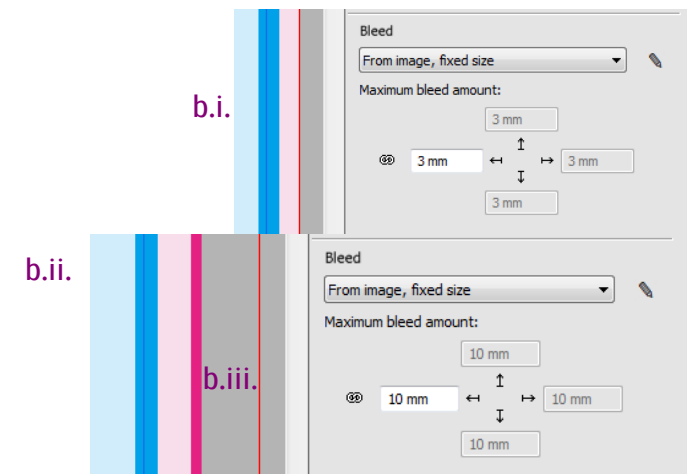 Bleed
From image, fixed size
Maximum bleed amount:
b.i.
3 mm
3 mm
3 mm
3 mm
b.ii.
Bleed
From image, fixed size
Maximum bleed amount:
10 mm
b.iii.
10 mm
10 mm
10 mm